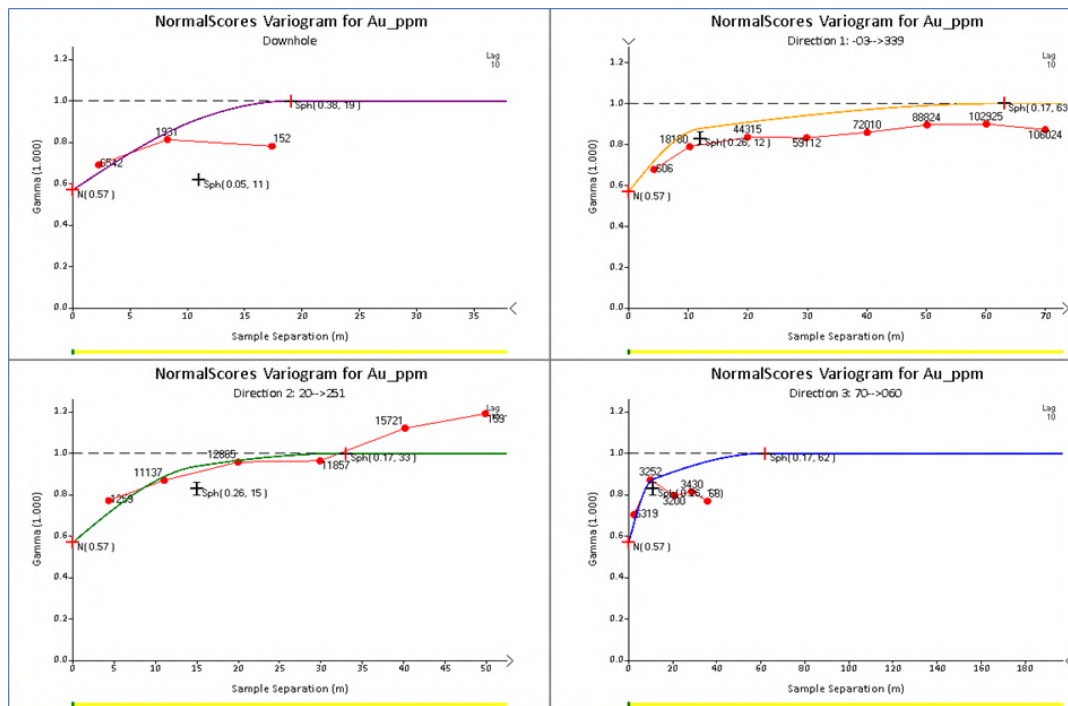 NormalScores Variogram for Au_ppm
Downhole
Lag
10
1.2
1.0
0.8
0.6
0.4
0.2
0.0
Gamma (1.000)
6542
1931
152
Sph( 0.38, 19 )
Sph( 0.05, 11 )
N( 0.57 )
0 5 10 15 20 25 30 35
Sample Separation (m)
NormalScores Variogram for Au_ppm
Direction 1: -03-->339
Lag
10
1.2
1.0
0.8
0.6
0.4
0.2
0.0
Gamma (1.000)
606
18180
44315
59112
72010
88824
102925
106024
Sph( 0.17, 63
Sph( 0.26, 12 )
N( 0.57 )
0 10 20 30 40 50 60 70
Sample Separation (m)
NormalScores Variogram for Au_ppm
Direction 2: 20-->251
Lag
10
1.2
1.0
0.8
0.6
0.4
0.2
0.0
Gamma (1.000)
1259
11137
12885
11857
15721
Sph( 0.17, 33 )
Sph( 0.26, 15 )
N( 0.57 )
0 5 10 15 20 25 30 35 40 45 50
Sample Separation (m)
NormalScores Variogram for Au_ppm
Direction 3: 70-->060
Lag
10
1.2
1.0
0.8
0.6
0.4
0.2
0.0
Gamma (1.000)
3252
3430
3200
Sph( 0.17, 62 )
N( 0.57 )
0 20 40 60 80 100 120 140 160 180
Sample Separation (m)